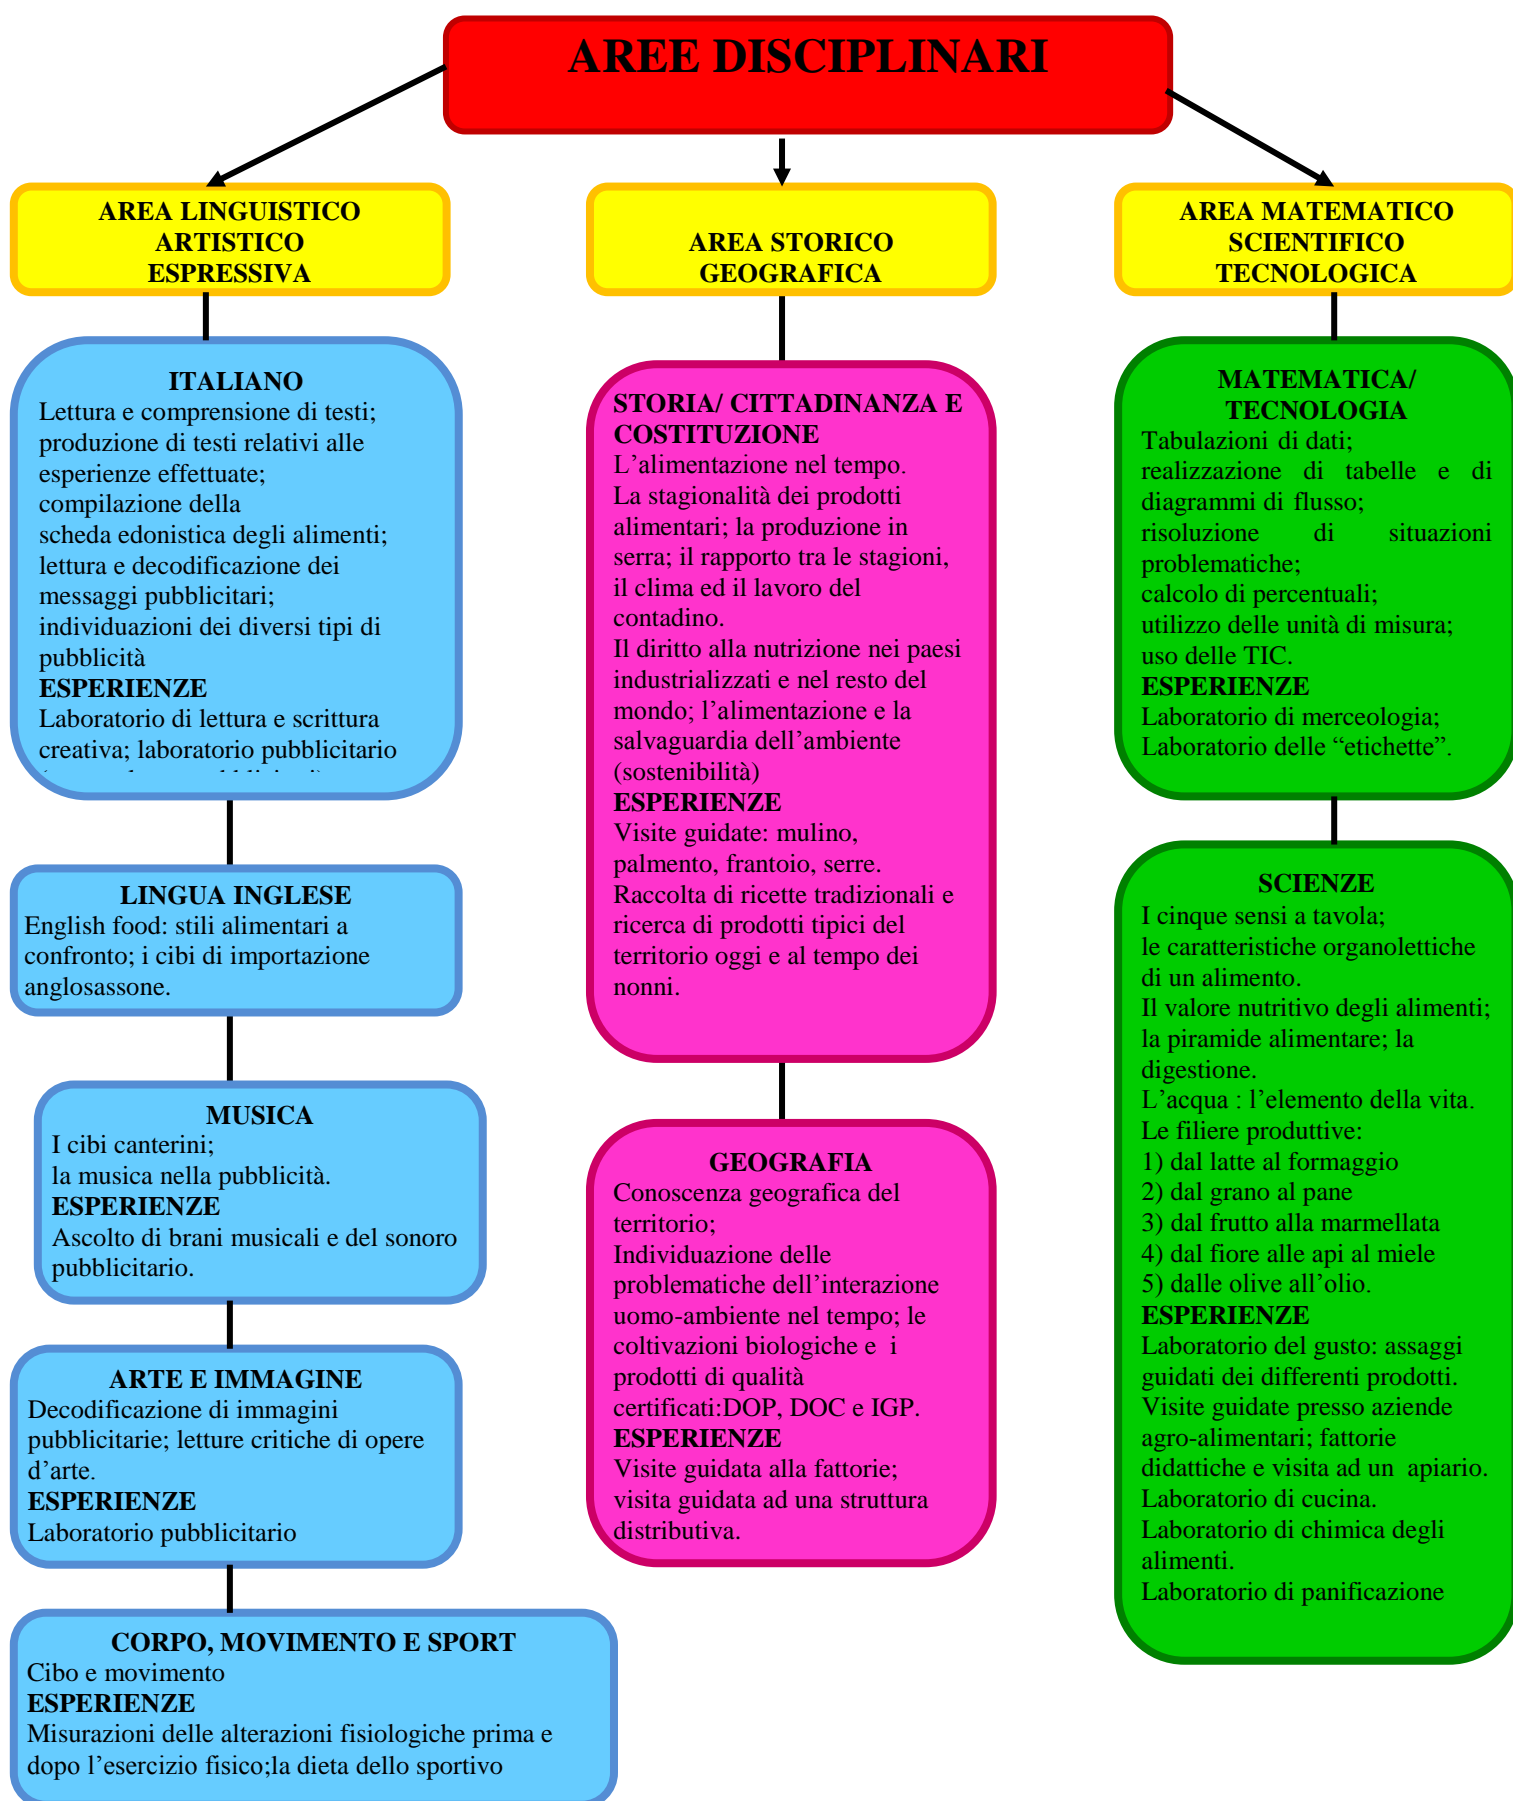 AREE DISCIPLINARI
AREA LINGUISTICO
ARTISTICO
ESPRESSIVA
ITALIANO
Lettura e comprensione di testi;
produzione di testi relativi alle
esperienze effettuate;
compilazione della
scheda edonistica degli alimenti;
lettura e decodificazione dei
messaggi pubblicitari;
individuazioni dei diversi tipi di
pubblicità
ESPERIENZE
Laboratorio di lettura e scrittura
creativa; laboratorio pubblicitario
LINGUA INGLESE
English food: stili alimentari a
confronto; i cibi di importazione
anglosassone.
MUSICA
I cibi canterini;
la musica nella pubblicità.
ESPERIENZE
Ascolto di brani musicali e del sonoro
pubblicitario.
ARTE E IMMAGINE
Decodificazione di immagini
pubblicitarie; letture critiche di opere
d’arte.
ESPERIENZE
Laboratorio pubblicitario
CORPO, MOVIMENTO E SPORT
Cibo e movimento
ESPERIENZE
Misurazioni delle alterazioni fisiologiche prima e
dopo l’esercizio fisico;la dieta dello sportivo
AREA STORICO
GEOGRAFICA
STORIA/ CITTADINANZA E
COSTITUZIONE
L’alimentazione nel tempo.
La stagionalità dei prodotti
alimentari; la produzione in
serra; il rapporto tra le stagioni,
il clima ed il lavoro del
contadino.
Il diritto alla nutrizione nei paesi
industrializzati e nel resto del
mondo; l’alimentazione e la
salvaguardia dell’ambiente
(sostenibilità)
ESPERIENZE
Visite guidate: mulino,
palmento, frantoio, serre.
Raccolta di ricette tradizionali e
ricerca di prodotti tipici del
territorio oggi e al tempo dei
nonni.
GEOGRAFIA
Conoscenza geografica del
territorio;
Individuazione delle
problematiche dell’interazione
uomo-ambiente nel tempo; le
coltivazioni biologiche e i
prodotti di qualità
certificati:DOP, DOC e IGP.
ESPERIENZE
Visite guidata alla fattorie;
visita guidata ad una struttura
distributiva.
AREA MATEMATICO
SCIENTIFICO
TECNOLOGICA
MATEMATICA/
TECNOLOGIA
Tabulazioni di dati;
realizzazione di tabelle e di
diagrammi di flusso;
risoluzione di situazioni
problematiche;
calcolo di percentuali;
utilizzo delle unità di misura;
uso delle TIC.
ESPERIENZE
Laboratorio di merceologia;
Laboratorio delle “etichette”.
SCIENZE
I cinque sensi a tavola;
le caratteristiche organolettiche
di un alimento.
Il valore nutritivo degli alimenti;
la piramide alimentare; la
digestione.
L’acqua : l’elemento della vita.
Le filiere produttive:
1) dal latte al formaggio
2) dal grano al pane
3) dal frutto alla marmellata
4) dal fiore alle api al miele
5) dalle olive all’olio.
ESPERIENZE
Laboratorio del gusto: assaggi
guidati dei differenti prodotti.
Visite guidate presso aziende
agro-alimentari; fattorie
didattiche e visita ad un apiario.
Laboratorio di cucina.
Laboratorio di chimica degli
alimenti.
Laboratorio di panificazione